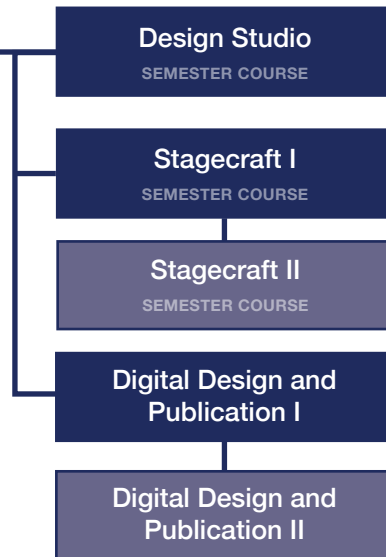 Design Studio
SEMESTER COURSE
Stagecraft I
SEMESTER COURSE
Stagecraft II
SEMESTER COURSE
Digital Design and
Publication I
Digital Design and
Publication II